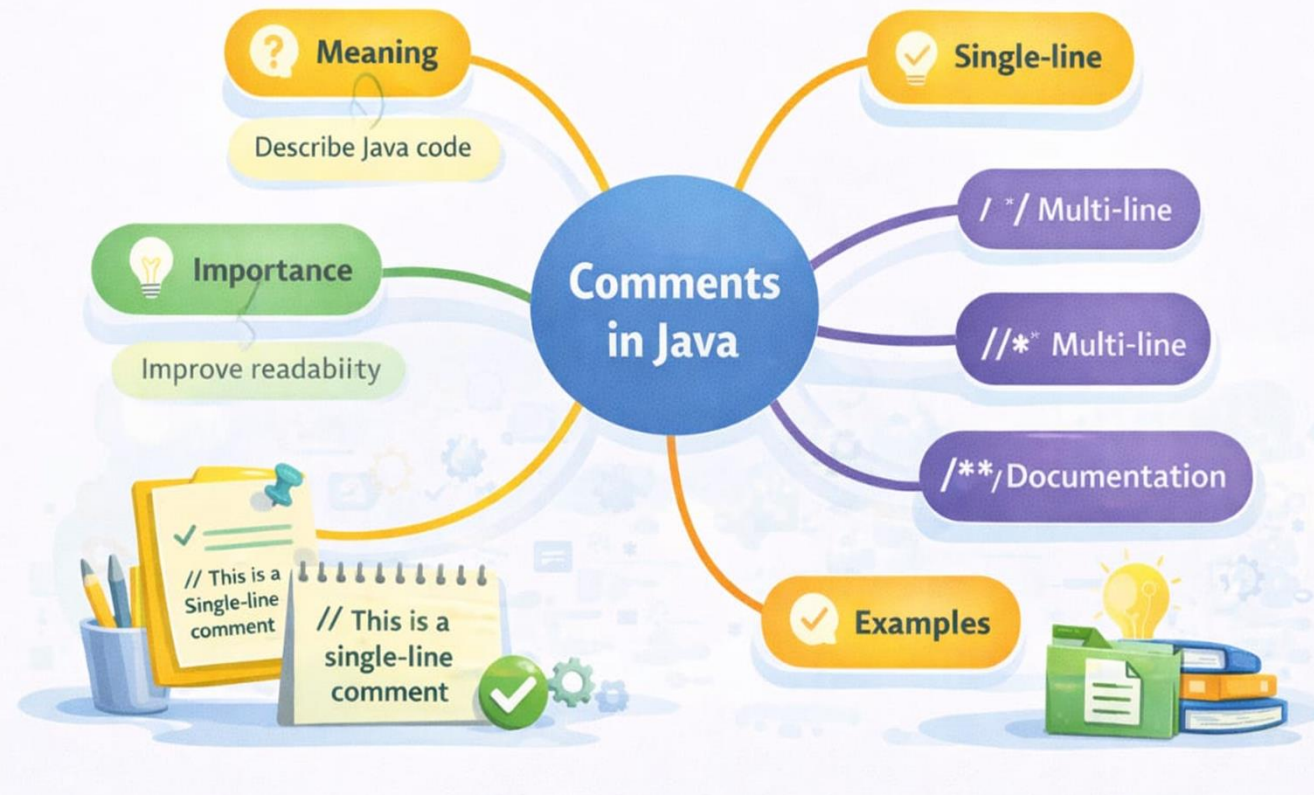 Meaning
Describe Java code
Importance
Improve readabiity
Comments
in Java
Single-line
/ */ Multi-line
//** Multi-line
/**/ Documentation
Examples
// This is a
Single-line
comment
// This is a
single-line
comment